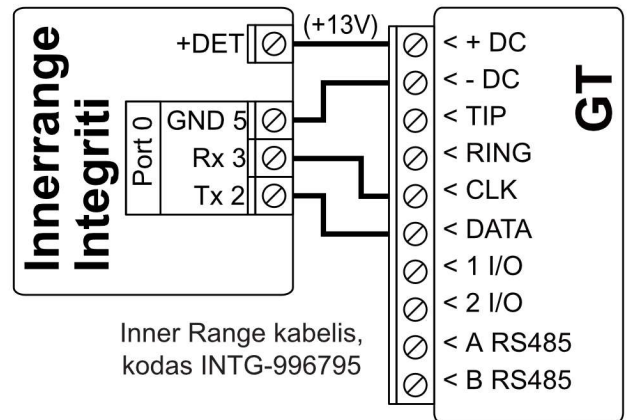 Innerrange
Integriti
Port 0
+DET
GND 5
Rx 3
Tx 2
(+13V)
< + DC
< - DC
< TIP
< RING
< CLK
< DATA
< 1 I/O
< 2 I/O
< A RS485
< B RS485
GT
Inner Range kabelis,
kodas INTG-996795